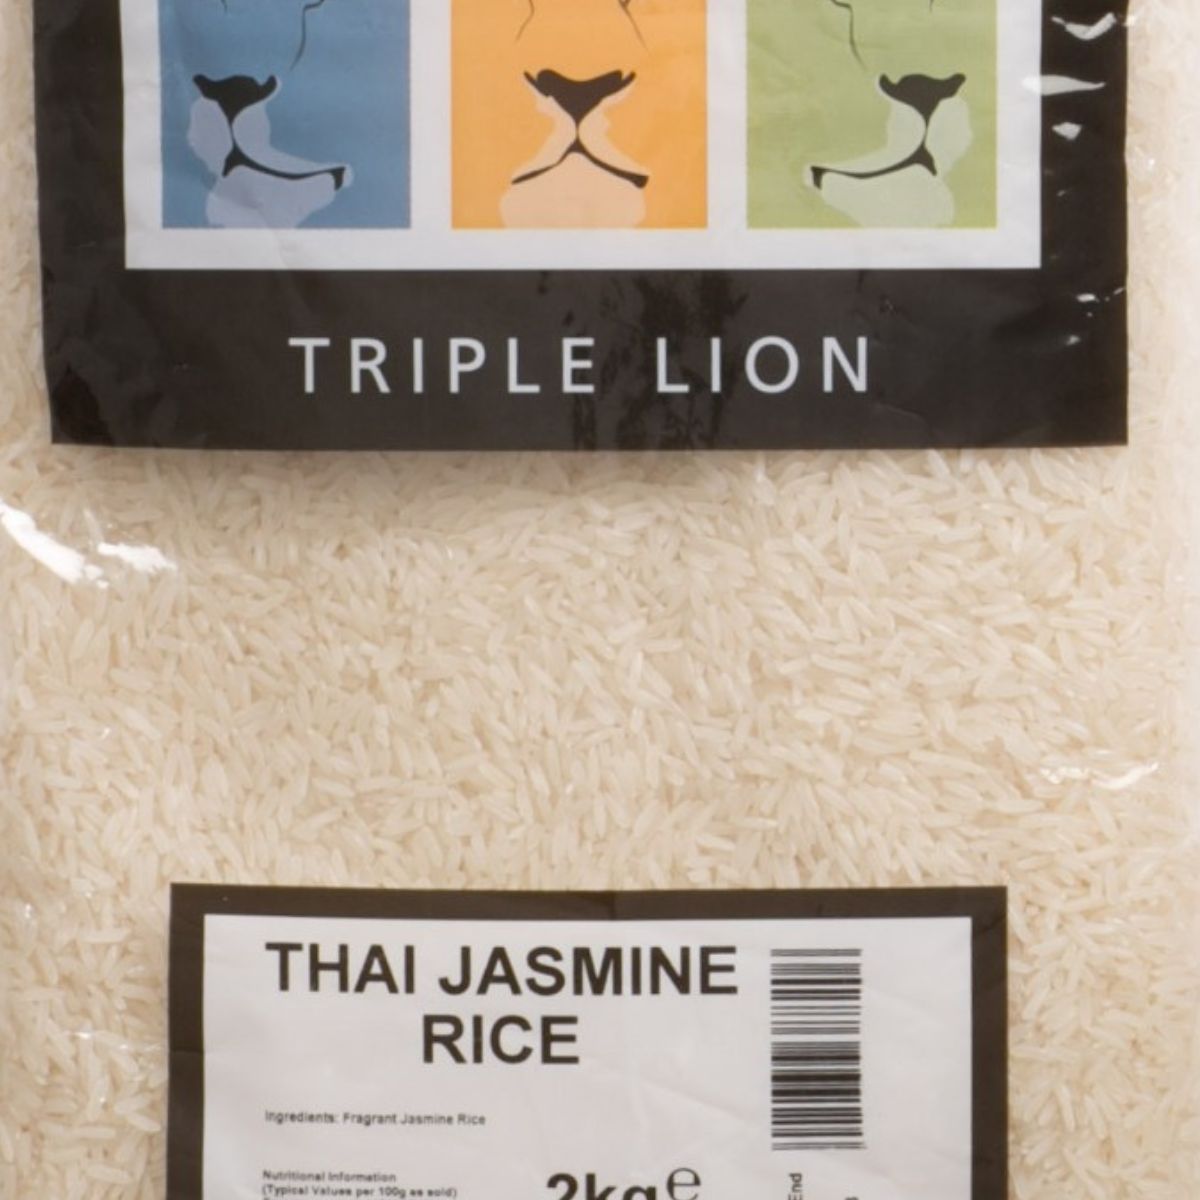 TRIPLE LION
THAI JASMINE
RICE
Ingredients: Fragrant Jasmine Rice
Nutritional Information
(Typical Values per 100g as sold)
2kg e
End